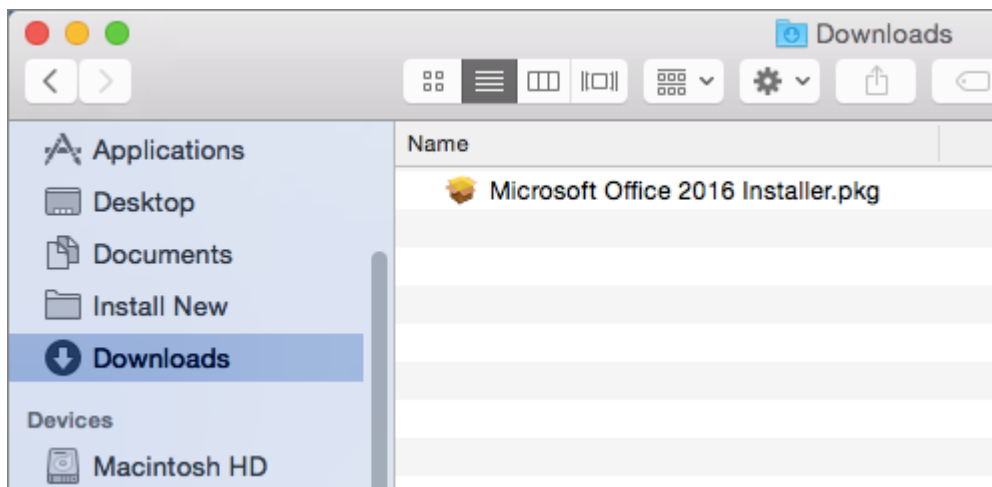 Downloads
Name
Applications
Microsoft Office 2016 Installer.pkg
Desktop
Documents
Install New
Downloads
Devices
Macintosh HD